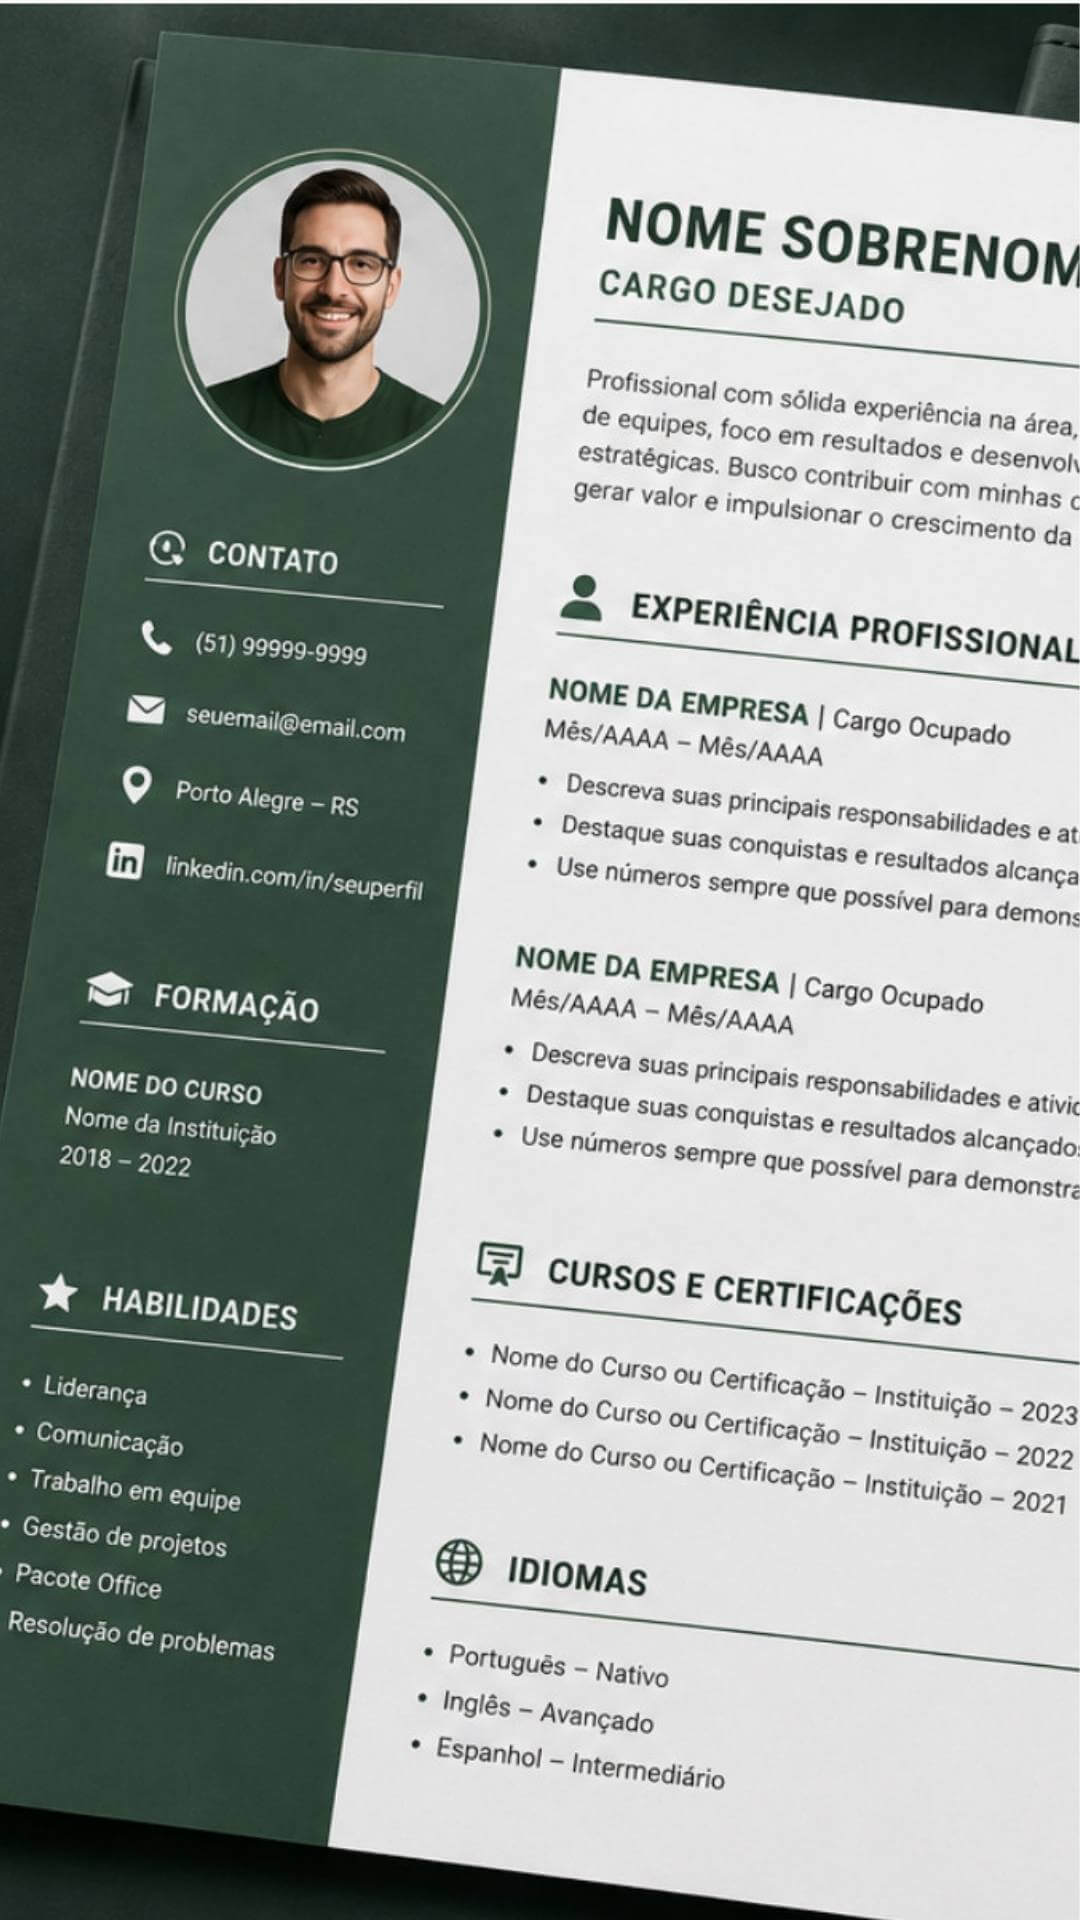 CONTATO
(51) 99999-9999
seuemail@email.com
Porto Alegre – RS
in linkedin.com/in/seuperfil
FORMAÇÃO
NOME DO CURSO
Nome da Instituição
2018 – 2022
HABILIDADES
• Liderança
• Comunicação
• Trabalho em equipe
• Gestão de projetos
• Pacote Office
Resolução de problemas
NOME SOBRENOM
CARGO DESEJADO
Profissional com sólida experiência na área,
de equipes, foco em resultados e desenvolv
estratégicas. Busco contribuir com minhas
gerar valor e impulsionar o crescimento da
EXPERIÊNCIA PROFISSIONAL
NOME DA EMPRESA | Cargo Ocupado
Mês/AAAA – Mês/AAAA
• Descreva suas principais responsabilidades e at
• Destaque suas conquistas e resultados alcança
• Use números sempre que possível para demons
NOME DA EMPRESA | Cargo Ocupado
Mês/AAAA – Mês/AAAA
• Descreva suas principais responsabilidades e ativid
• Destaque suas conquistas e resultados alcançados
• Use números sempre que possível para demonstra
CURSOS E CERTIFICAÇÕES
• Nome do Curso ou Certificação – Instituição – 2023
• Nome do Curso ou Certificação – Instituição – 2022
• Nome do Curso ou Certificação – Instituição – 2021
IDIOMAS
• Português – Nativo
• Inglês – Avançado
• Espanhol – Intermediário